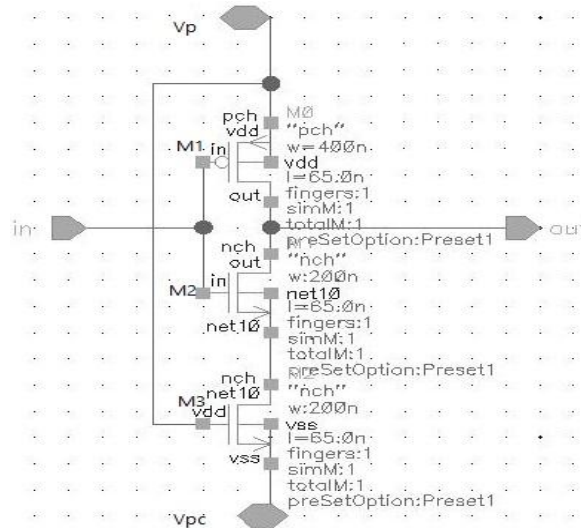 Vp
M0
pch
"pch"
vdd
w=400n
M1
in
vdd
l=65.0n
out
fingers:1
simM:1
totalM:1
in
out
preSetOption:Preset1
nch
"nch"
out
w:200n
in
M2
net10
l=65.0n
net10
fingers:1
simM:1
totalM:1
preSetOption:Preset1
nch
M2
net10
"nch"
M3
w:200n
vdd
vss
l=65.0n
vss
fingers:1
simM:1
totalM:1
preSetOption:Preset1